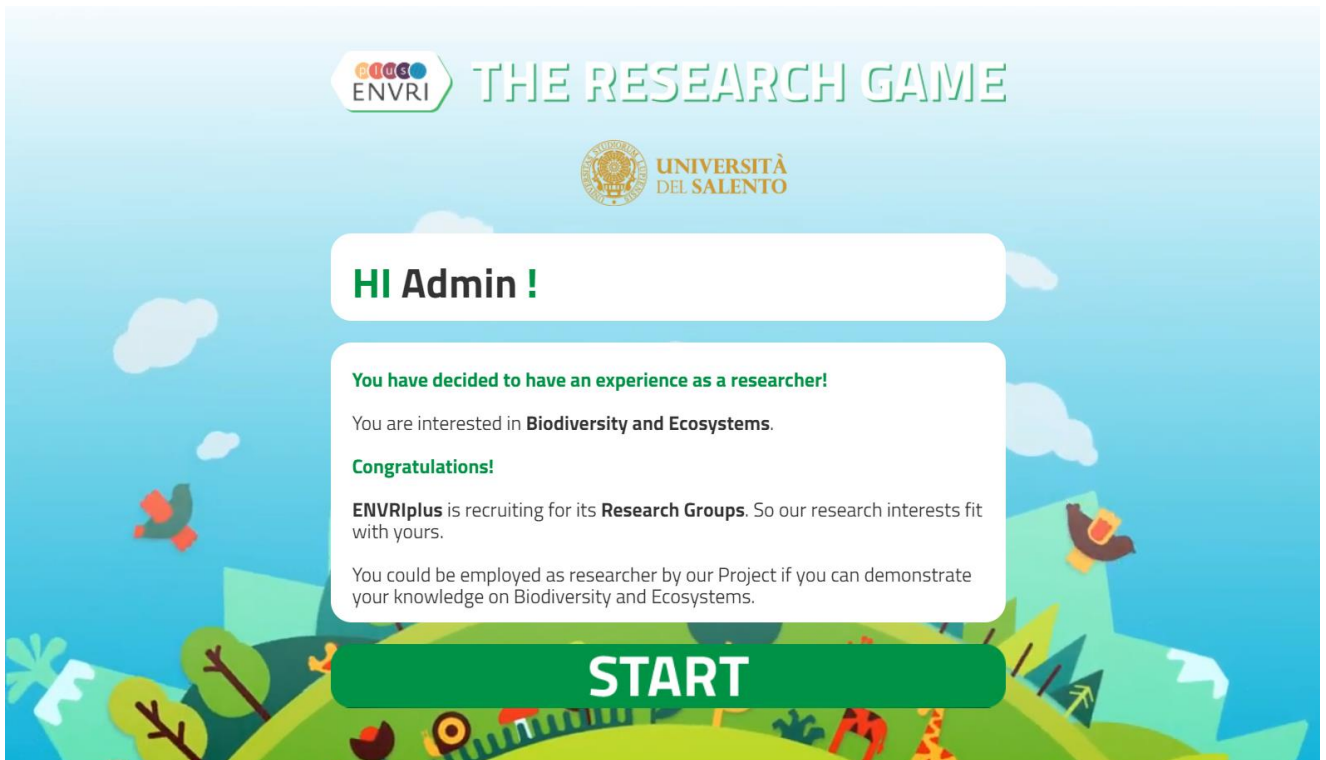 plus
ENVRI
THE RESEARCH GAME
UNIVERSITÀ
DEL SALENTO
HI Admin !
You have decided to have an experience as a researcher!
You are interested in Biodiversity and Ecosystems.
Congratulations!
ENVRIplus is recruiting for its Research Groups. So our research interests fit
with yours.
You could be employed as researcher by our Project if you can demonstrate
your knowledge on Biodiversity and Ecosystems.
START